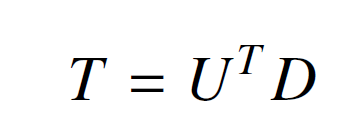 T = U^T D